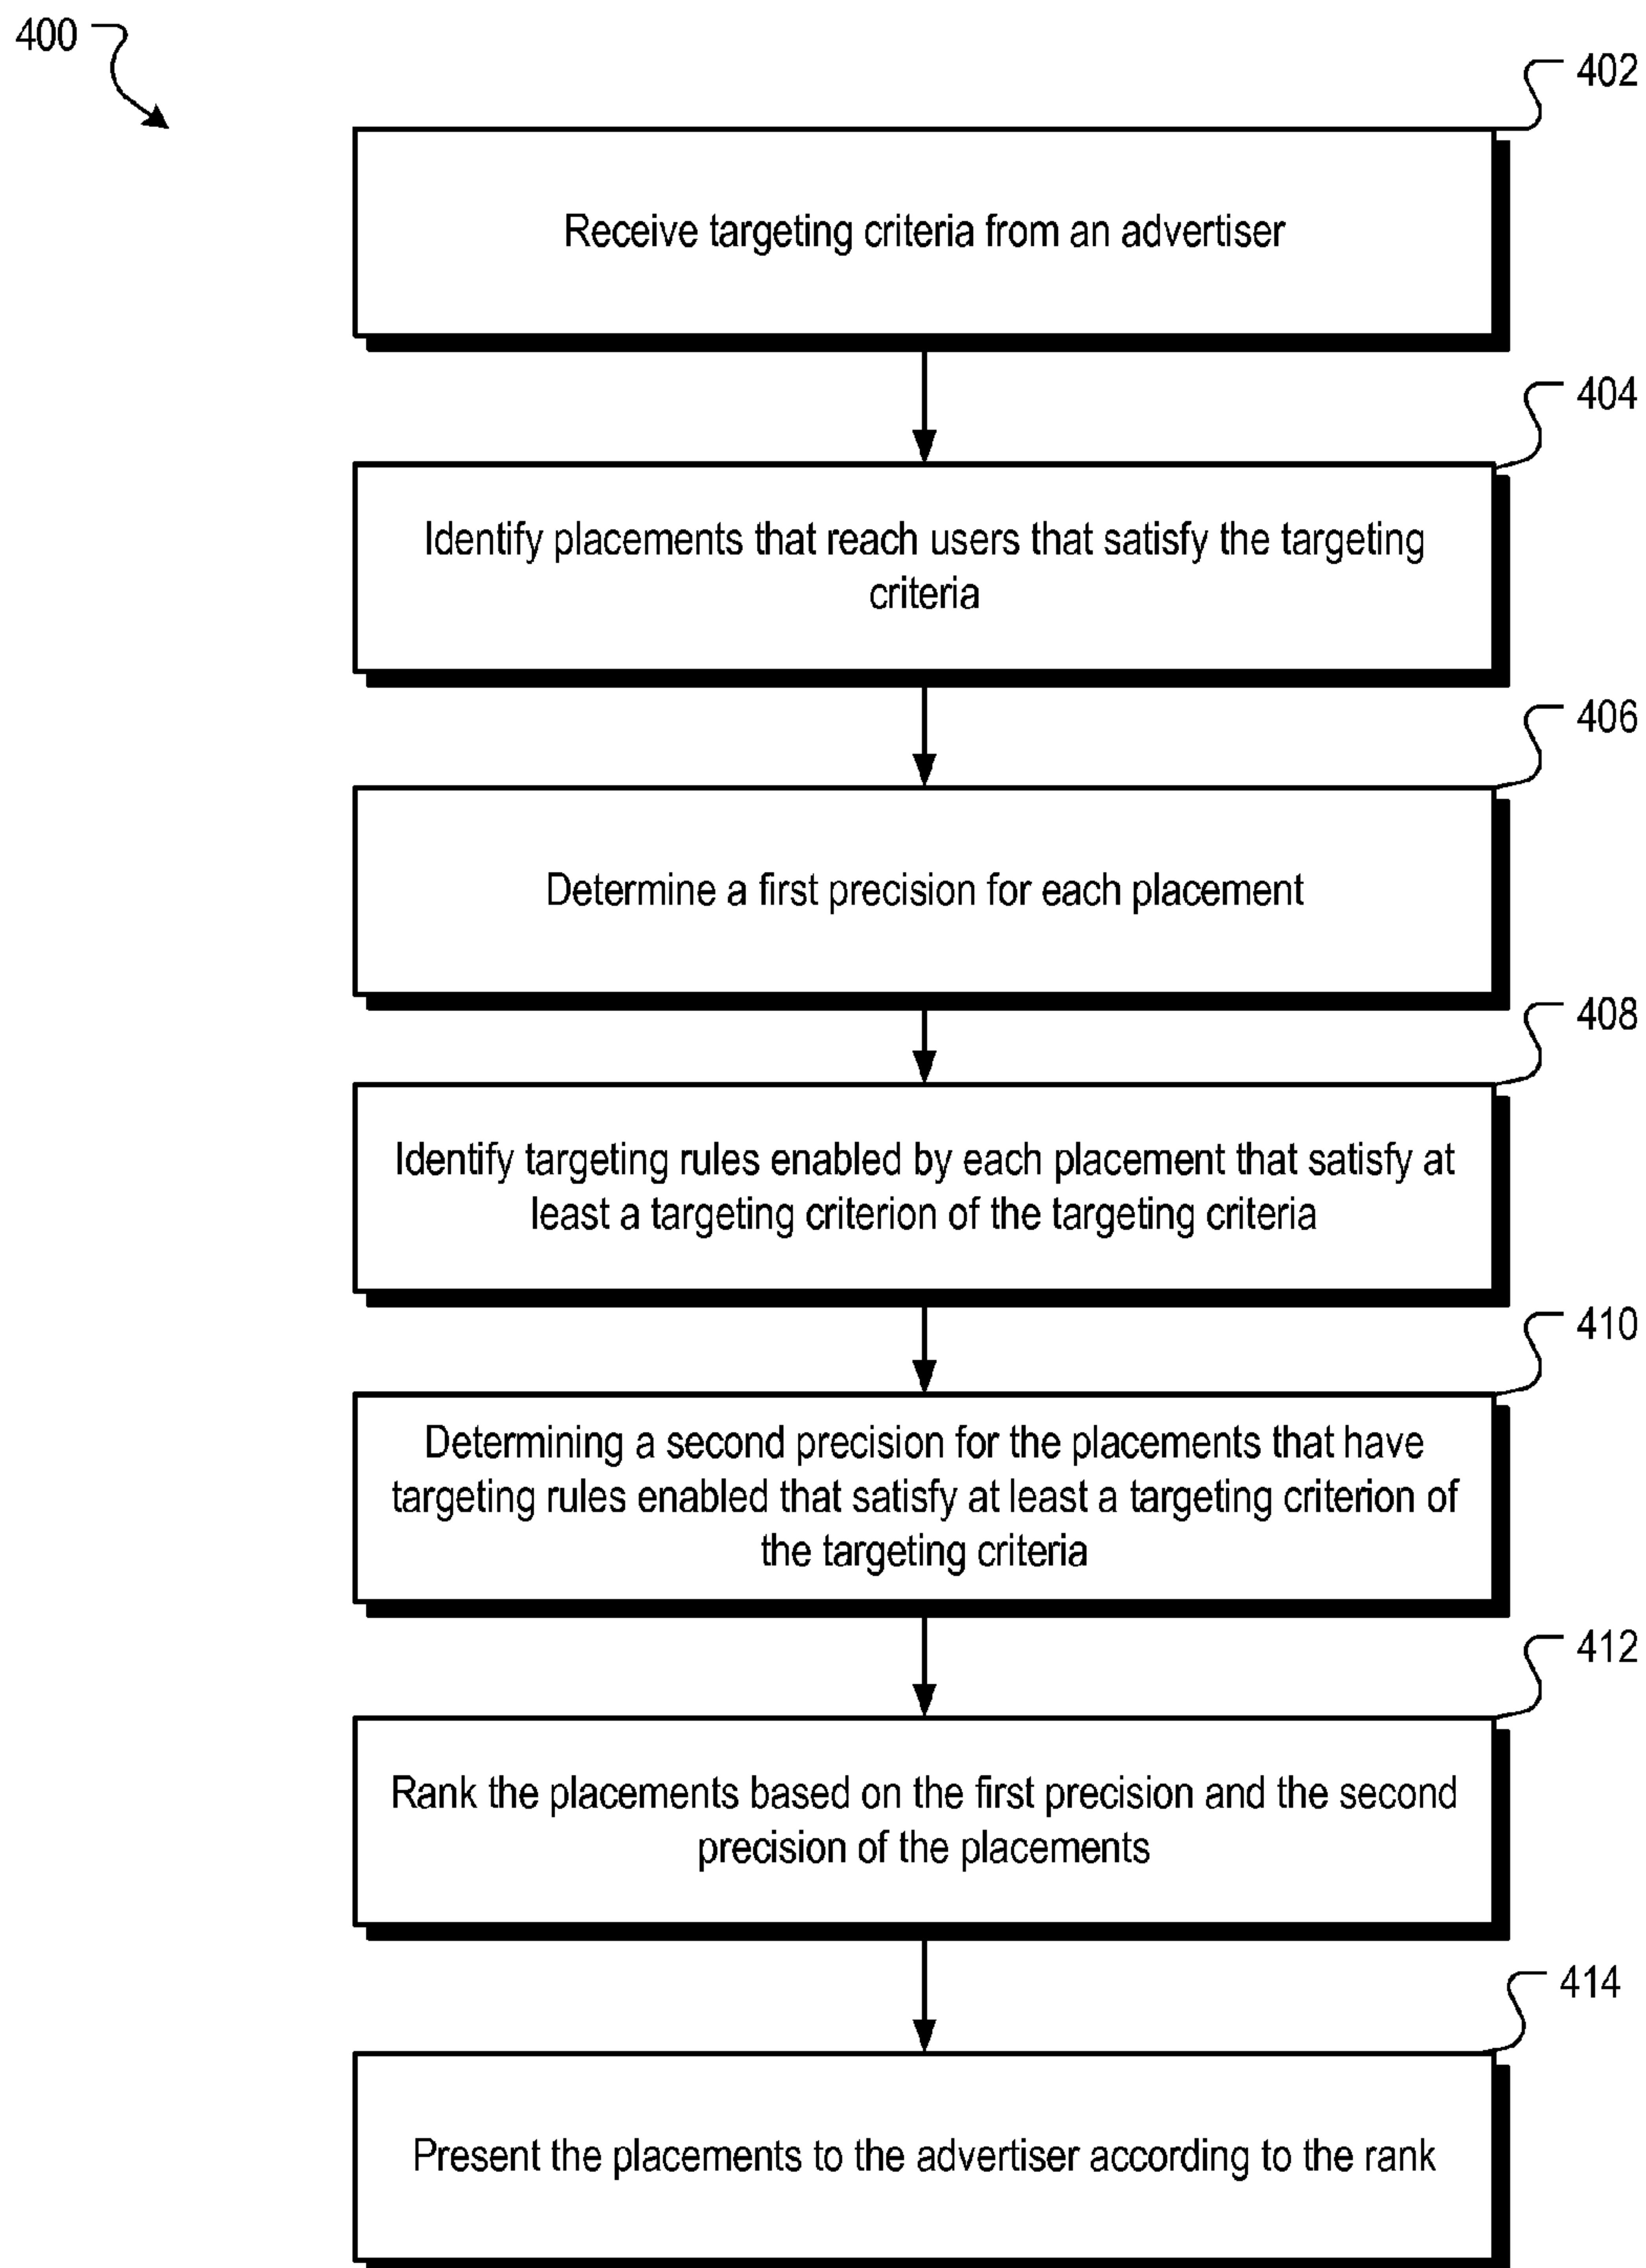 400
402
Receive targeting criteria from an advertiser
404
Identify placements that reach users that satisfy the targeting
criteria
406
Determine a first precision for each placement
408
Identify targeting rules enabled by each placement that satisfy at
least a targeting criterion of the targeting criteria
410
Determining a second precision for the placements that have
targeting rules enabled that satisfy at least a targeting criterion of
the targeting criteria
412
Rank the placements based on the first precision and the second
precision of the placements
414
Present the placements to the advertiser according to the rank